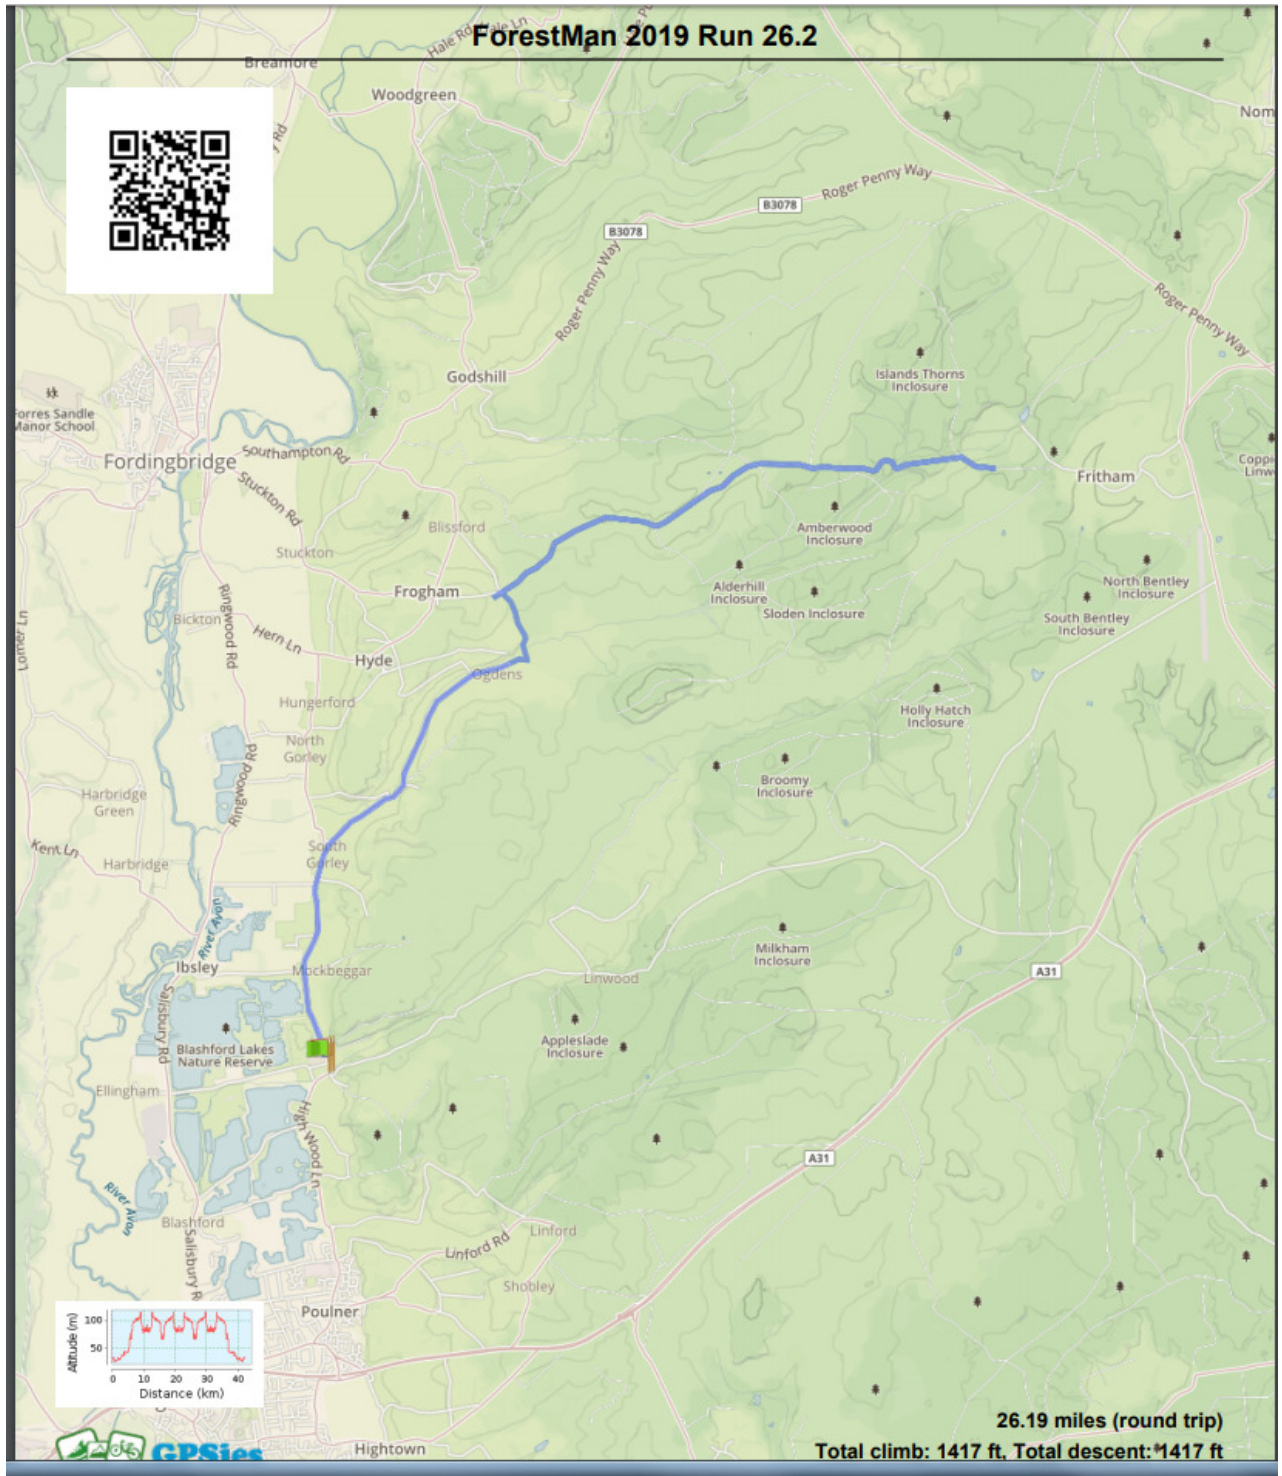 ForestMan 2019 Run 26.2
Hale Rd
Hale Ln
Breamore
Woodgreen
Nom
Roger Penny Way
B3078
B3078
Roger Penny Way
Roger Penny Way
Islands Thorns
Inclosure
Godshill
Forres Sandle
Manor School
Southampton Rd
Fordingbridge
Stuckton Rd
Fritham
Coppi
Linw
Amberwood
Inclosure
Blissford
Stuckton
Frogham
Alderhill
Inclosure
Sloden Inclosure
North Bentley
Inclosure
South Bentley
Inclosure
Bickton
Ringwood Rd
Hern Ln
Lomer Ln
Hyde
Ogdens
Hungerford
Holly Hatch
Inclosure
North
Gorley
Ringwood Rd
Broomy
Inclosure
Harbridge
Green
Kent Ln
Harbridge
South
Gorley
River Avon
Milkham
Inclosure
Ibsley
Mockbeggar
Linwood
A31
Salisbury Rd
Blashford Lakes
Nature Reserve
Appleslade
Inclosure
Ellingham
High Wood Ln
A31
River Avon
Blashford
Salisbury R
Linford Rd
Linford
Shobley
Poulner
Altitude (m)
100
50
0 10 20 30 40
Distance (km)
26.19 miles (round trip)
GPSies
Hightown
Total climb: 1417 ft, Total descent: 1417 ft